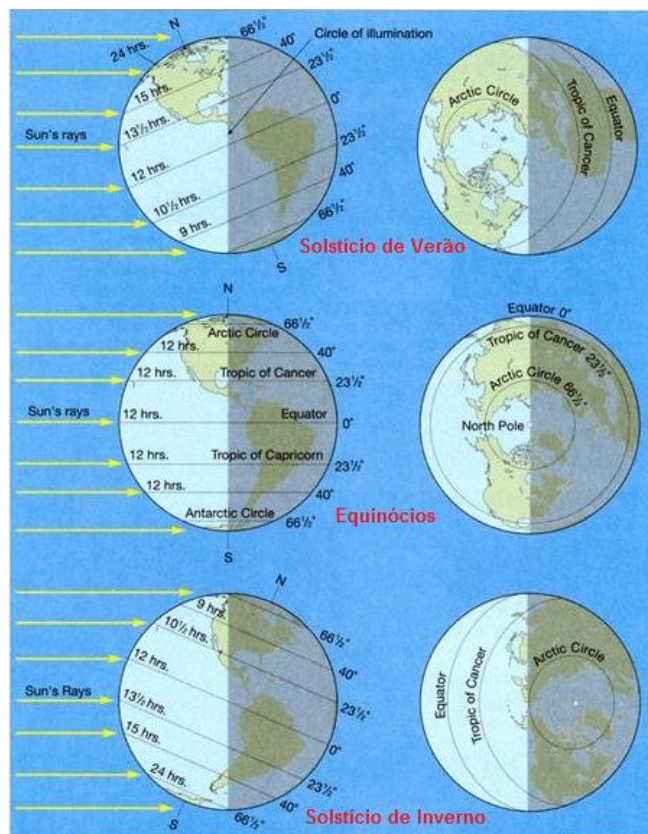 N
66½°
24 hrs.
40°
Circle of illumination
23½°
15 hrs.
13½ hrs.
0°
Sun's rays
12 hrs.
23½°
10½ hrs.
40°
9 hrs.
66½°
S
Solstício de Verão
Arctic Circle
Tropic of Cancer
Equator
N
Arctic Circle
66½°
12 hrs.
40°
12 hrs.
Tropic of Cancer
23½°
Sun's rays
12 hrs.
Equator
0°
12 hrs.
Tropic of Capricorn
23½°
12 hrs.
40°
Antarctic Circle
66½°
S
Equinócios
Equator 0°
Tropic of Cancer 23½°
Arctic Circle 66½°
North Pole
N
9 hrs.
66½°
10½ hrs.
40°
12 hrs.
23½°
Sun's Rays
13½ hrs.
0°
15 hrs.
23½°
24 hrs.
40°
66½°
S
Solstício de Inverno
Equator
Tropic of Cancer
Arctic Circle